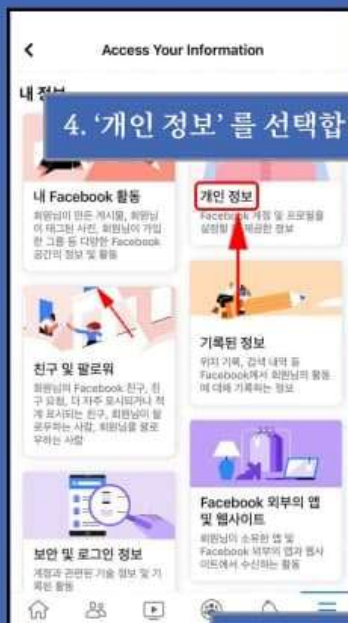 Access Your Information
내 정보
4. ‘개인 정보’ 를 선택합
내 Facebook 활동
회원님이 만든 게시물, 회원님
이 태그된 사진, 회원님이 가입
한 그룹 등 다양한 Facebook
공간의 정보 및 활동
개인 정보
Facebook 계정 및 프로필을
설정할 제공한 정보
친구 및 팔로워
회원님의 Facebook 친구, 친
구 요청, 더 자주 표시되거나 적
게 표시되는 친구, 회원님이 팔
로우하는 사람, 회원님을 팔로
우하는 사람
기록된 정보
위치 기록, 검색 내역 등
Facebook에서 회원님의 활동
에 대해 기록하는 정보
보안 및 로그인 정보
계정과 관련된 기술 정보 및 기
록된 활동
Facebook 외부의 앱
및 웹사이트
회원님이 소유한 앱 및
Facebook 외부의 앱과 웹사
이트에서 수신하는 활동